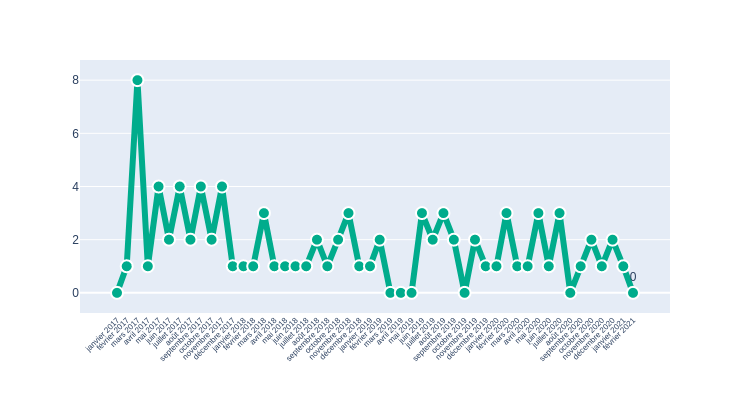 8
6
4
2
0
0
janvier 2017
février 2017
mars 2017
avril 2017
mai 2017
juin 2017
juillet 2017
août 2017
septembre 2017
octobre 2017
novembre 2017
décembre 2017
janvier 2018
février 2018
mars 2018
avril 2018
mai 2018
juin 2018
juillet 2018
août 2018
septembre 2018
octobre 2018
novembre 2018
décembre 2018
janvier 2019
février 2019
mars 2019
avril 2019
mai 2019
juin 2019
juillet 2019
août 2019
septembre 2019
octobre 2019
novembre 2019
décembre 2019
janvier 2020
février 2020
mars 2020
avril 2020
mai 2020
juin 2020
juillet 2020
août 2020
septembre 2020
octobre 2020
novembre 2020
décembre 2020
janvier 2021
février 2021